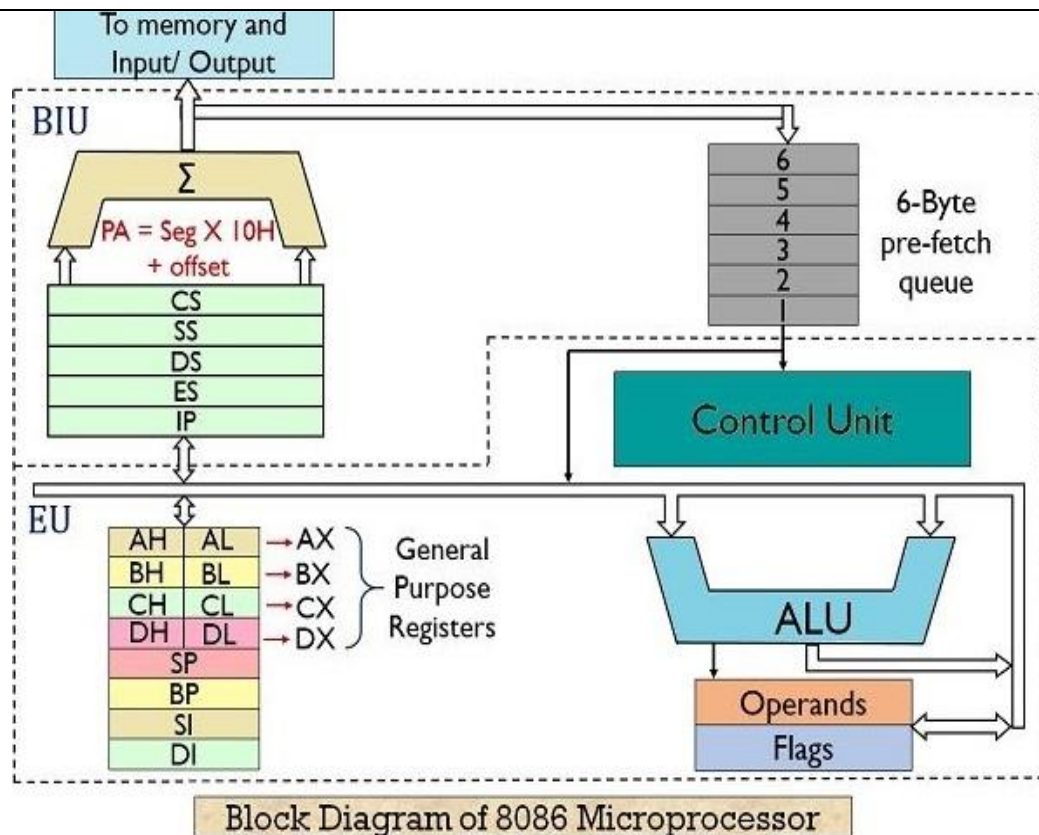 To memory and
Input/ Output
BIU
Σ
PA = Seg X 10H
+ offset
CS
SS
DS
ES
IP
6
5
4
3
2
1
6-Byte
pre-fetch
queue
Control Unit
EU
AH AL AX
BH BL BX
CH CL CX
DH DL DX
SP
BP
SI
DI
General
Purpose
Registers
ALU
Operands
Flags
Block Diagram of 8086 Microprocessor